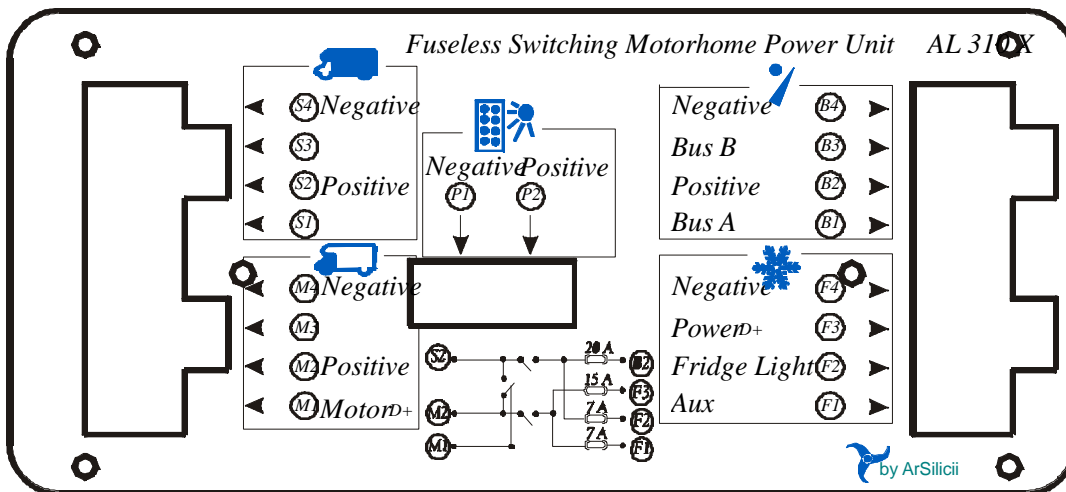 Fuseless Switching Motorhome Power Unit
S4 Negative
S3
S2 Positive
S1
Negative Positive
P1 P2
Negative B4
Bus B B3
Positive B2
Bus A B1
M4 Negative
M3
M2 Positive
M1 Motor D+
Negative F4
Power D+ F3
Fridge Light F2
Aux F1
S2 20 A B2
15 A F3
M2 7 A F2
M1 7 A F1
by ArSilicii